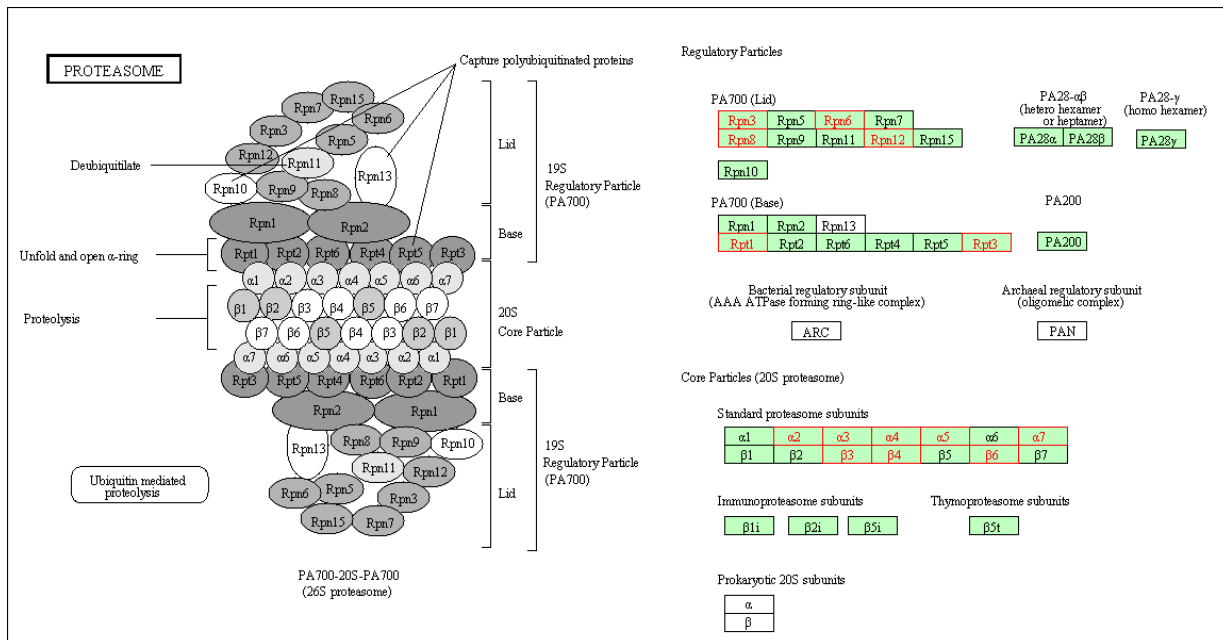 PROTEASOME
Capture polyubiquitinated proteins
Rpn15
Rpn7
Rpn6
Rpn3
Rpn5
Rpn12
Rpn11
Rpn13
Rpn10
Rpn9
Rpn8
Deubiquitilate
Lid
19S
Regulatory Particle
(PA700)
Rpn1
Rpn2
Base
Rpt1
Rpt2
Rpt6
Rpt4
Rpt5
Rpt3
Unfold and open α-ring
α1
α2
α3
α4
α5
α6
α7
β1
β2
β3
β4
β5
β6
β7
Proteolysis
20S
Core Particle
β7
β6
β5
β4
β3
β2
β1
α7
α6
α5
α4
α3
α2
α1
Rpt3
Rpt5
Rpt4
Rpt6
Rpt2
Rpt1
Rpn2
Rpn1
Base
Rpn13
Rpn8
Rpn9
Rpn10
Rpn11
Rpn12
19S
Regulatory Particle
(PA700)
Rpn6
Rpn5
Rpn3
Rpn15
Rpn7
Lid
Ubiquitin mediated
proteolysis
PA700-20S-PA700
(26S proteasome)
Regulatory Particles
PA700 (Lid)
Rpn3 Rpn5 Rpn6 Rpn7
Rpn8 Rpn9 Rpn11 Rpn12 Rpn15
Rpn10
PA28-αβ
(hetero hexamer
or heptamer)
PA28α PA28β
PA28-γ
(homo hexamer)
PA28γ
PA700 (Base)
Rpn1 Rpn2 Rpn13
Rpt1 Rpt2 Rpt6 Rpt4 Rpt5 Rpt3
PA200
PA200
Bacterial regulatory subunit
(AAA ATPase forming ring-like complex)
ARC
Archaeal regulatory subunit
(oligomelic complex)
PAN
Core Particles (20S proteasome)
Standard proteasome subunits
α1 α2 α3 α4 α5 α6 α7
β1 β2 β3 β4 β5 β6 β7
Immunoproteasome subunits
β1i β2i β5i
Thymoproteasome subunits
β5t
Prokaryotic 20S subunits
α
β